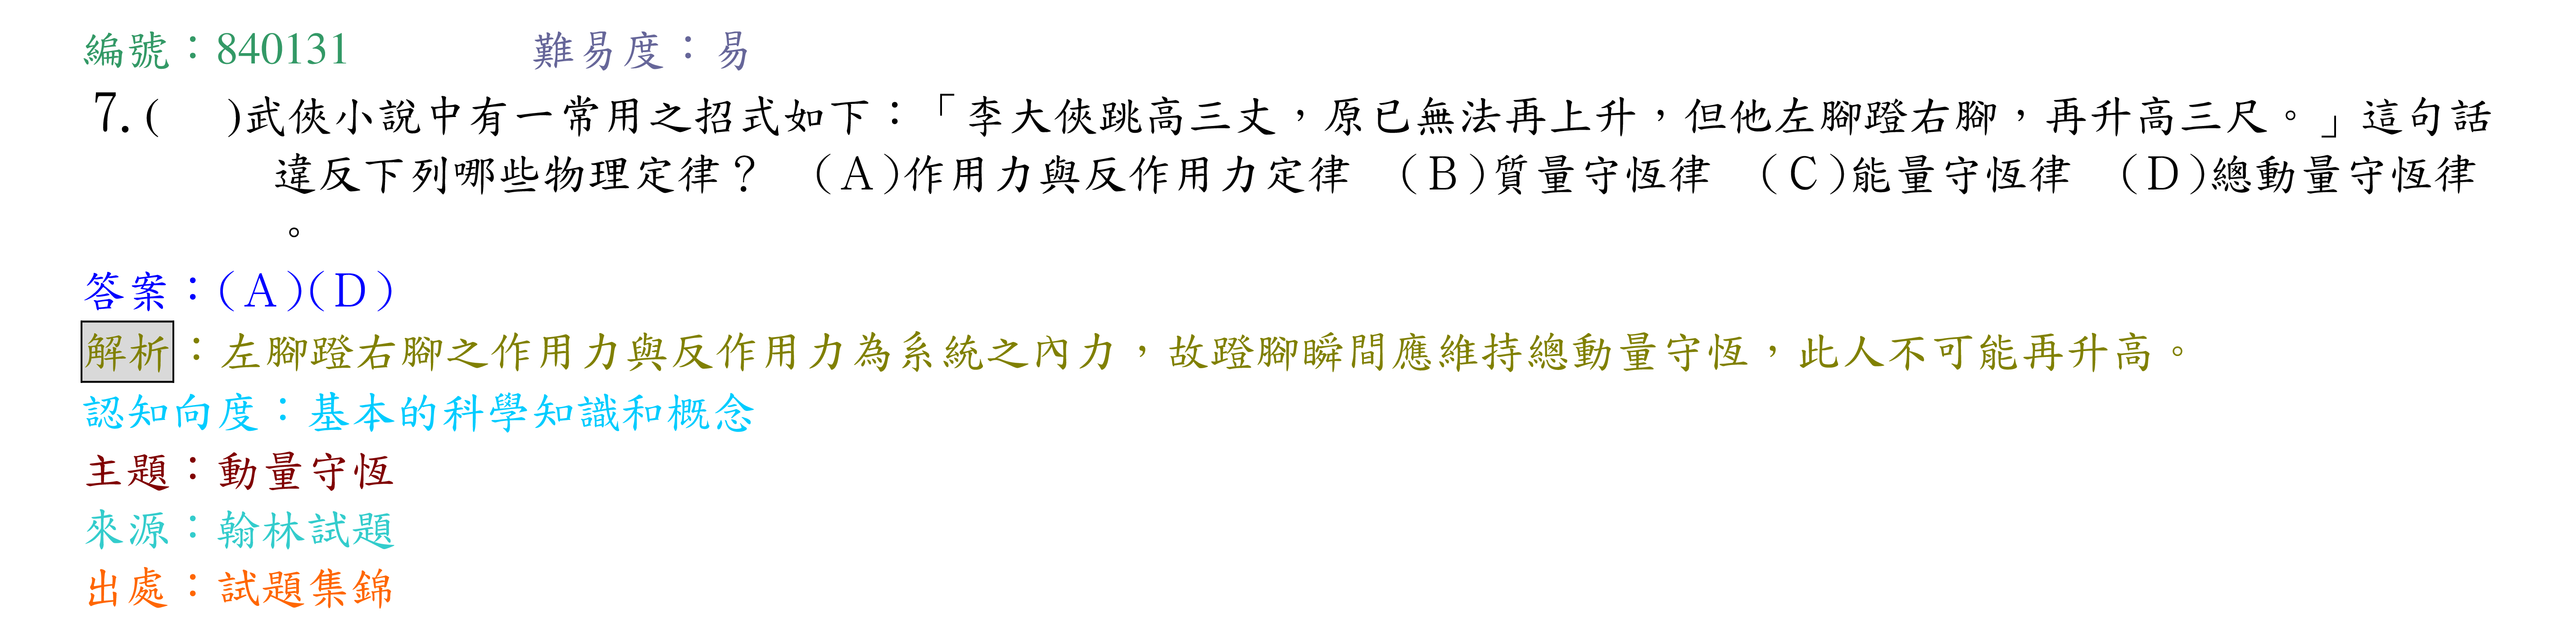 編號：840131 難易度：易
7.( )武俠小說中有一常用之招式如下：「李大俠跳高三丈，原已無法再上升，但他左腳蹬右腳，再升高三尺。」這句話
違反下列哪些物理定律？ (A)作用力與反作用力定律 (B)質量守恆律 (C)能量守恆律 (D)總動量守恆律
。
答案：(A)(D)
解析：左腳蹬右腳之作用力與反作用力為系統之內力，故蹬腳瞬間應維持總動量守恆，此人不可能再升高。
認知向度：基本的科學知識和概念
主題：動量守恆
來源：翰林試題
出處：試題集錦